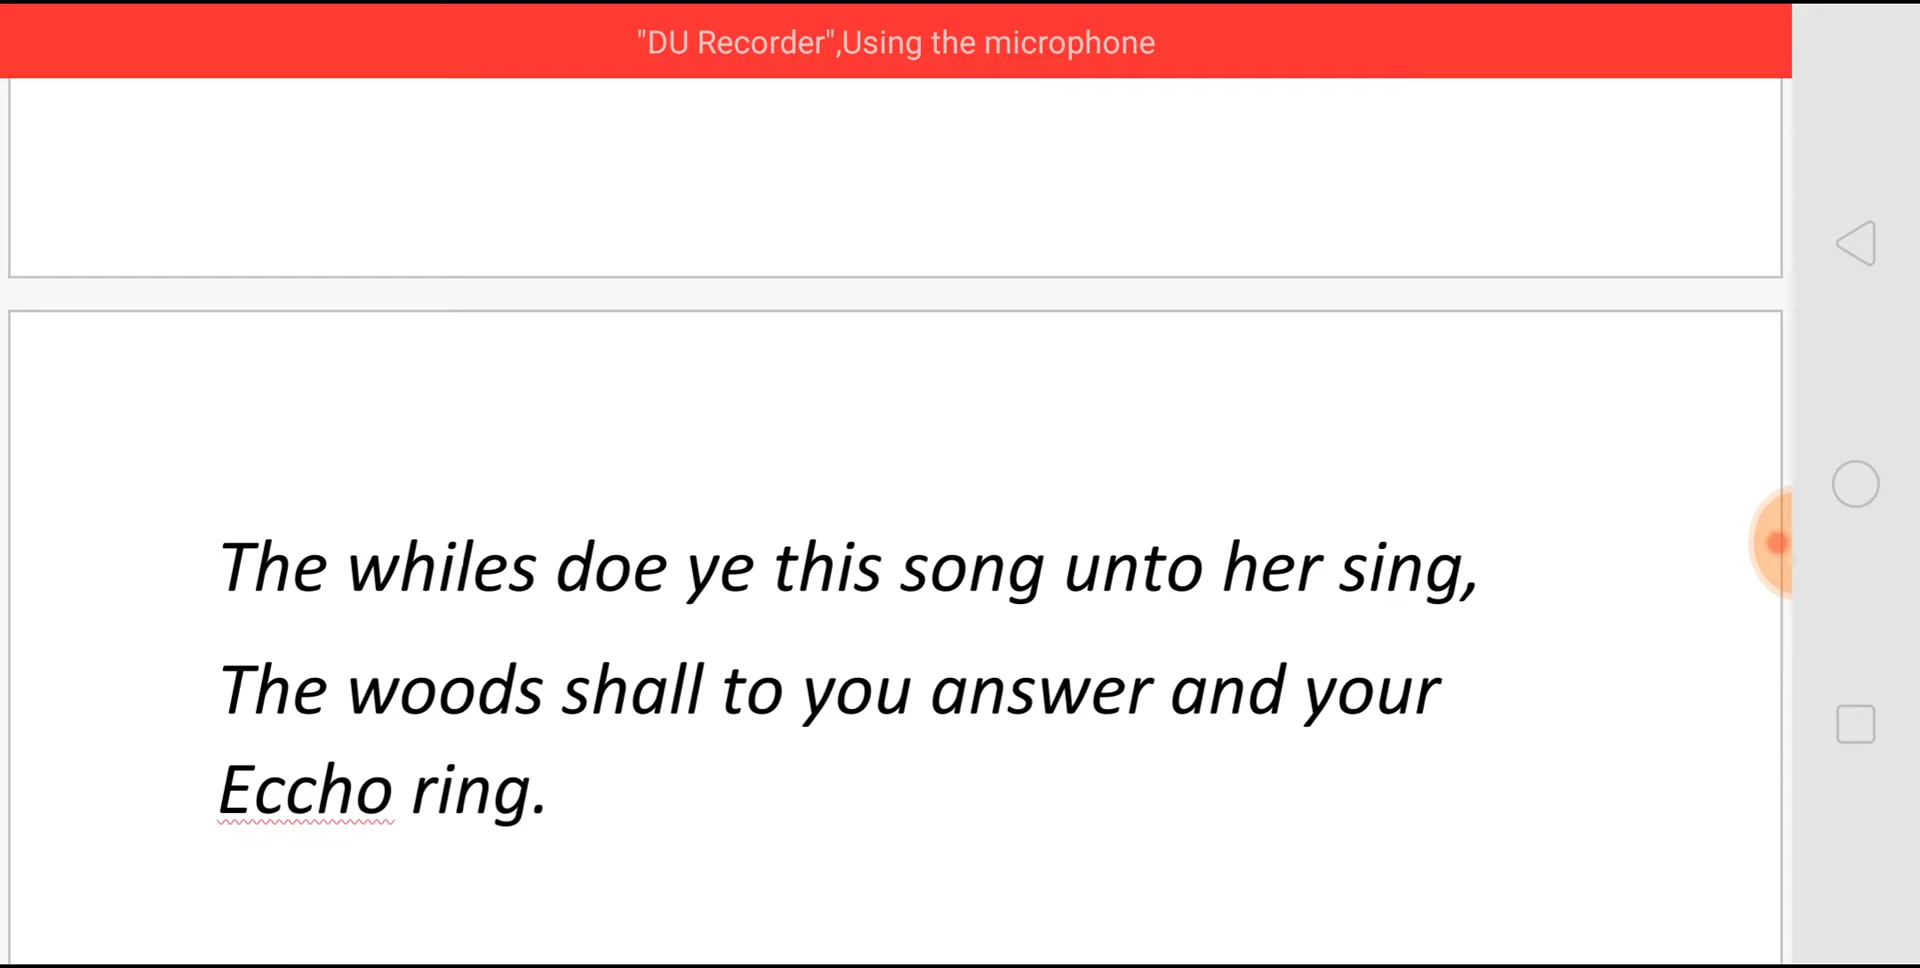 "DU Recorder",Using the microphone
The whiles doe ye this song unto her sing,
The woods shall to you answer and your
Eccho ring.